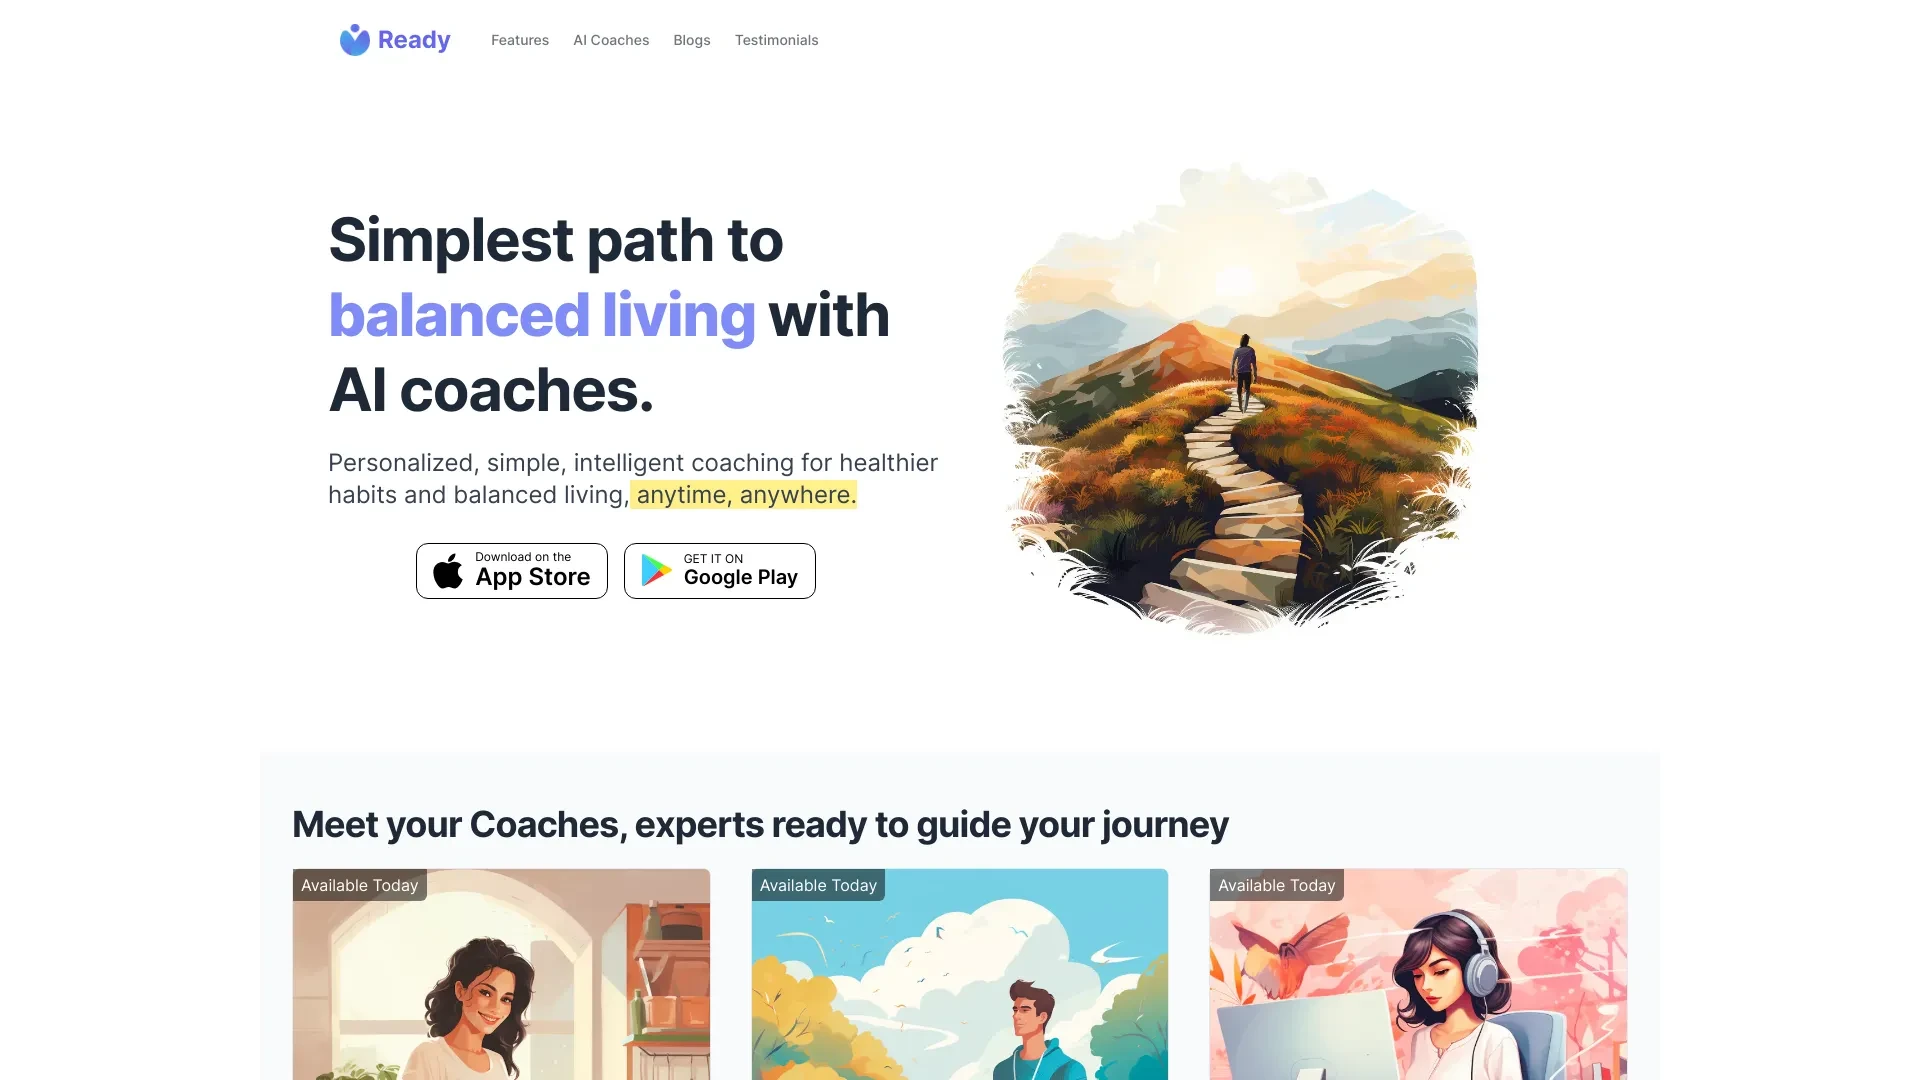 Ready
Features
AI Coaches
Blogs
Testimonials
Simplest path to
balanced living with
AI coaches.
Personalized, simple, intelligent coaching for healthier
habits and balanced living, anytime, anywhere.
Download on the
App Store
GET IT ON
Google Play
Meet your Coaches, experts ready to guide your journey
Available Today
Available Today
Available Today